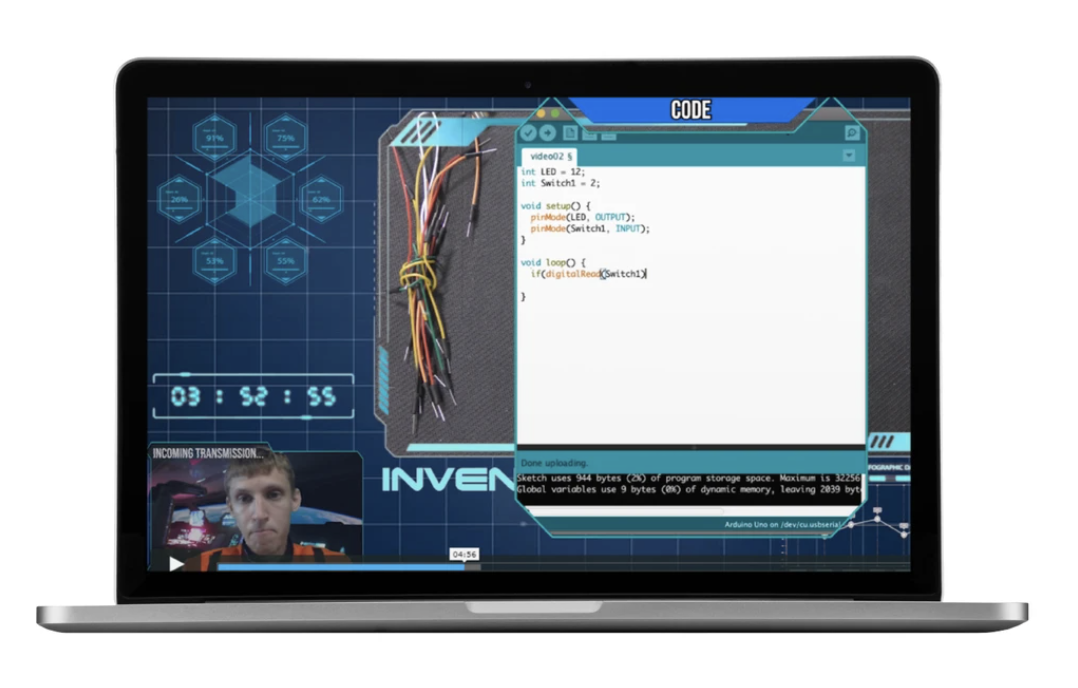 CODE
91%
75%
26%
62%
53%
55%
video02 §
int LED = 12;
int Switch1 = 2;
void setup() {
pinMode(LED, OUTPUT);
pinMode(Switch1, INPUT);
}
void loop() {
if(digitalRead(Switch1)
}
03 : 52 : 55
INCOMING TRANSMISSION...
INVEN
Done uploading.
Sketch uses 944 bytes (2%) of program storage space. Maximum is 32256
Global variables use 9 bytes (0%) of dynamic memory, leaving 2039 byt
Arduino Uno on /dev/cu.usbserial
04:56